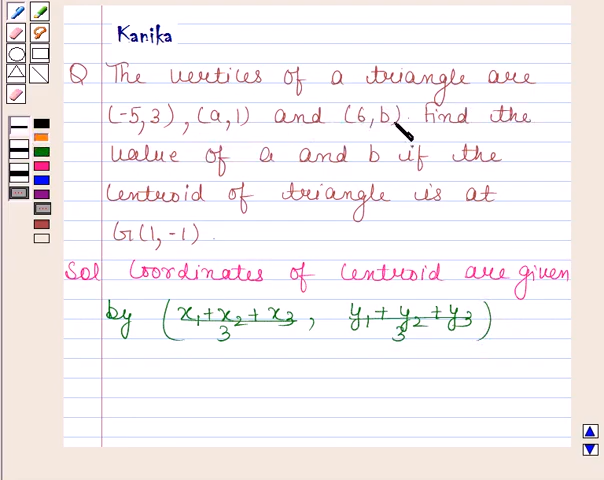 Kanika
Q The vertices of a triangle are
(-5,3), (a,1) and (6,b). Find the
value of a and b if the
centroid of triangle is at
G(1,-1).
Sol Coordinates of centroid are given
by (x₁+x₂+x₃/3, y₁+y₂+y₃/3)